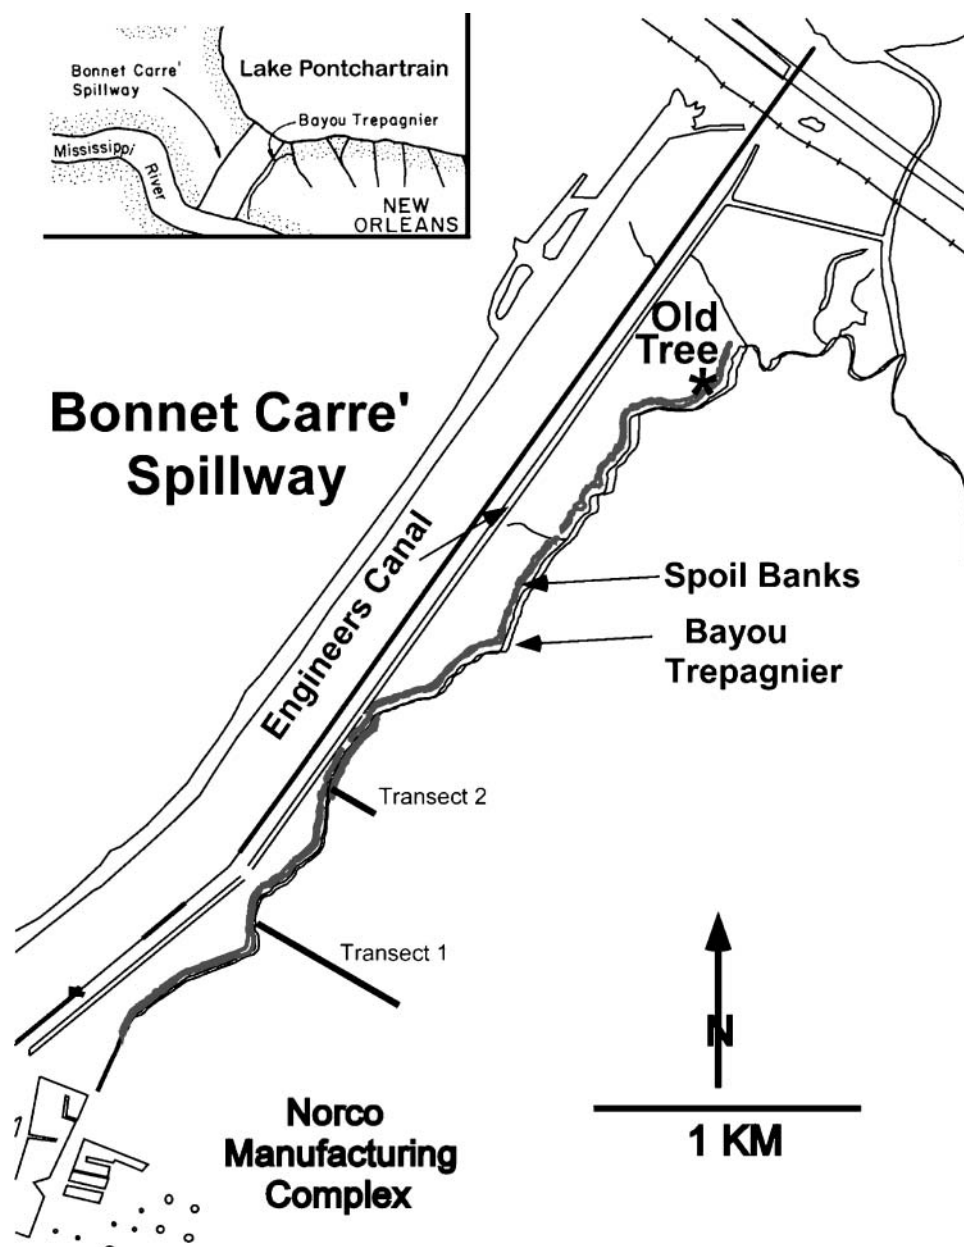 Bonnet Carre'
Spillway
Lake Pontchartrain
Bayou Trepagnier
Mississippi
River
NEW
ORLEANS
Old
Tree
Bonnet Carre'
Spillway
Engineers Canal
Spoil Banks
Bayou
Trepagnier
Transect 2
Transect 1
N
1 KM
Norco
Manufacturing
Complex